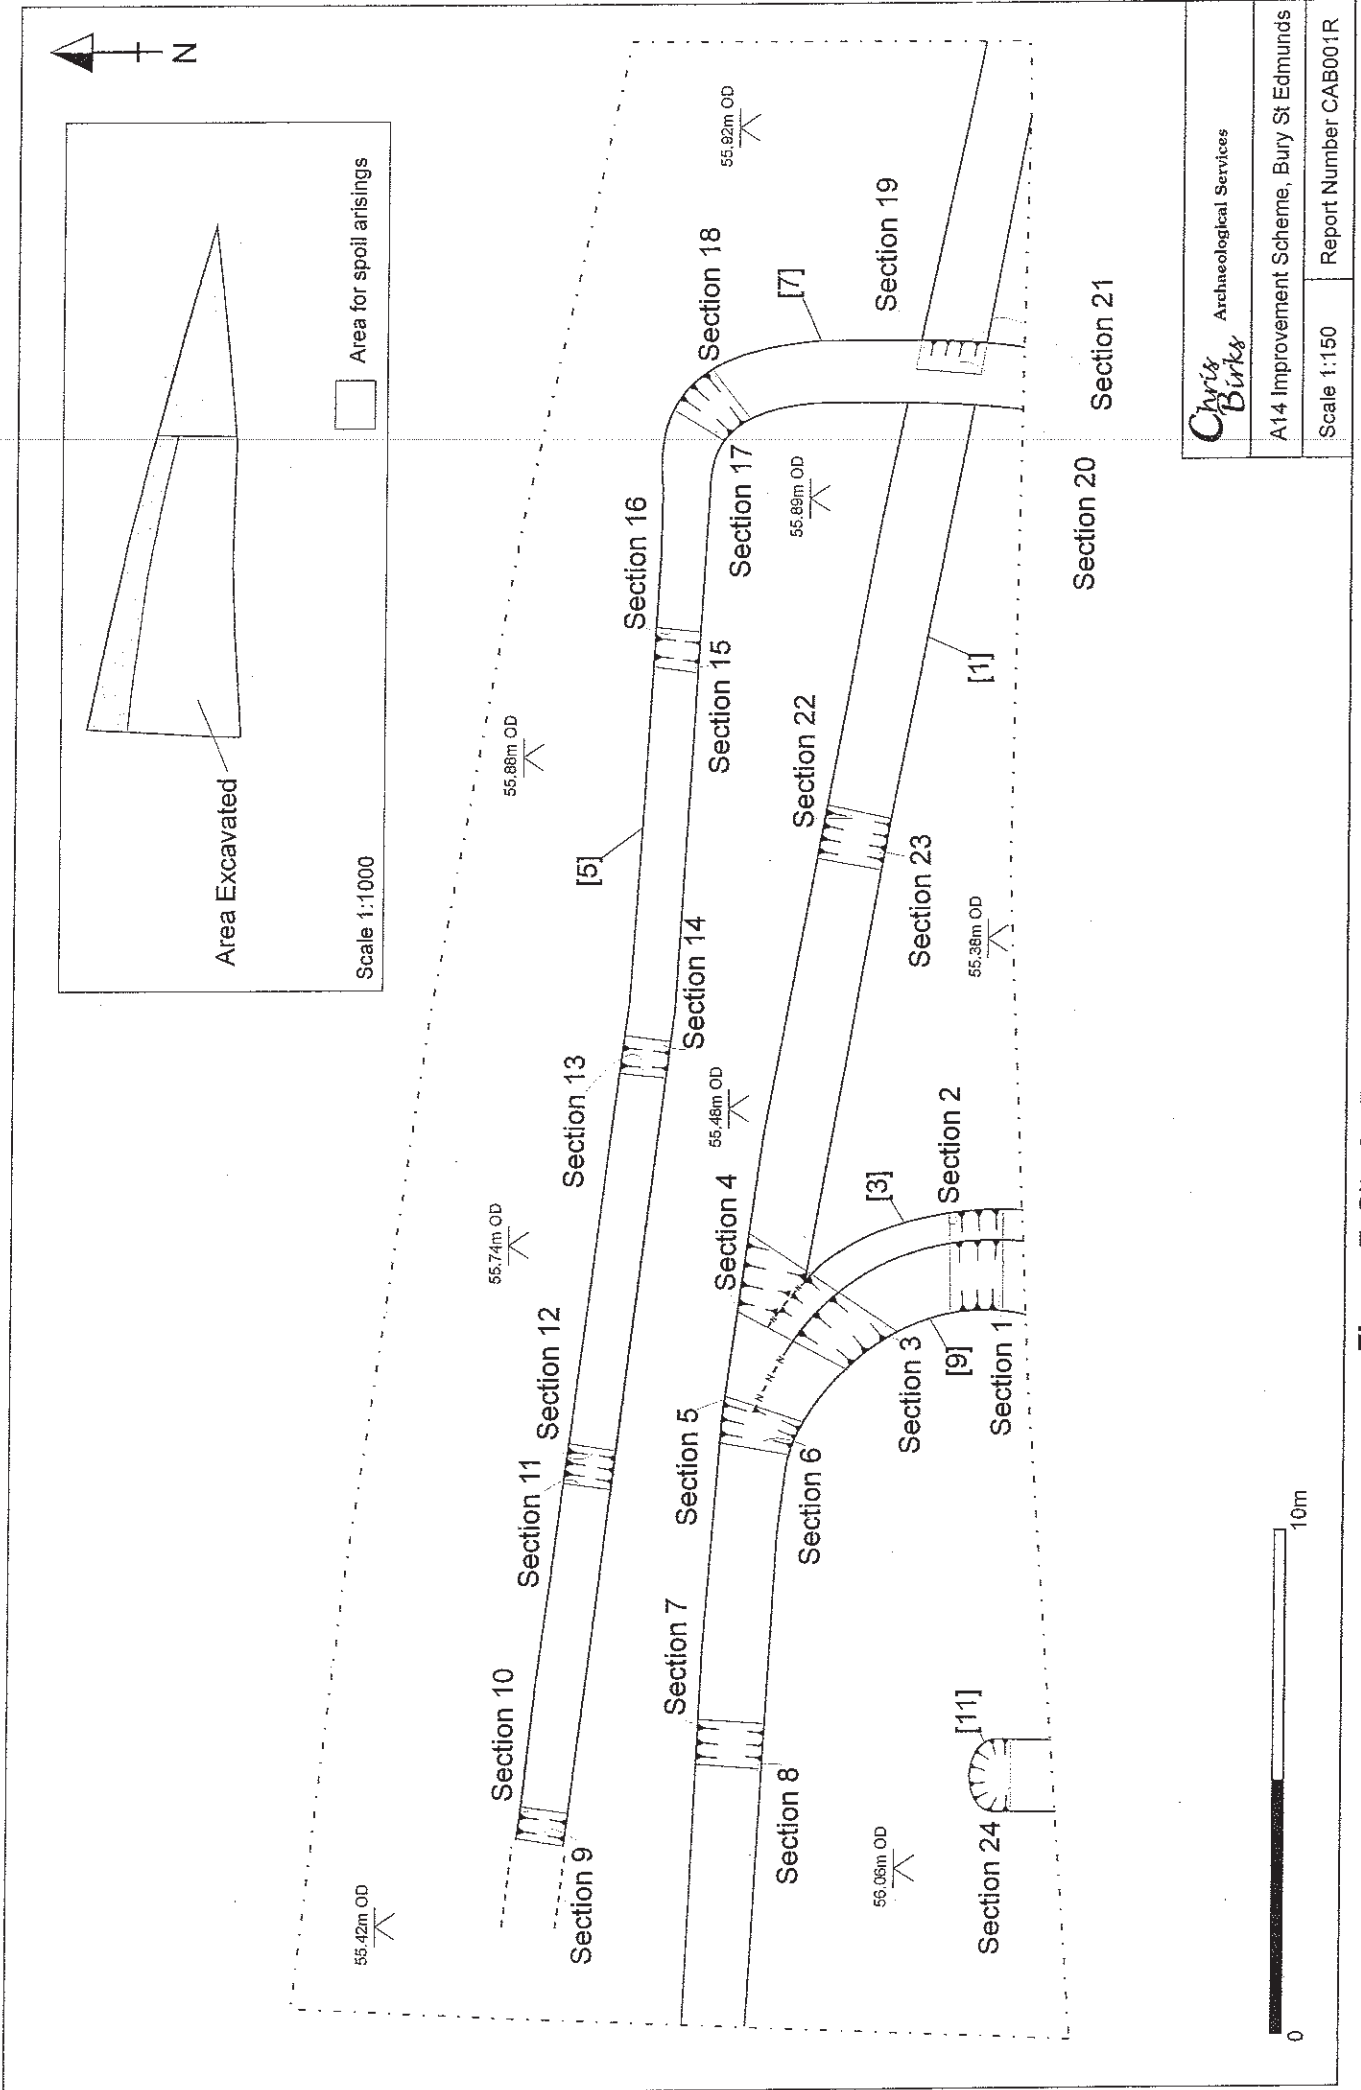 N
Area Excavated
Area for spoil arisings
Scale 1:1000
55.42m OD
55.74m OD
55.88m OD
55.92m OD
Section 10
Section 9
Section 11
Section 12
Section 13
Section 14
[5]
Section 16
Section 15
Section 18
Section 17
[7]
55.89m OD
Section 19
Section 7
Section 8
Section 5
Section 6
Section 4
55.48m OD
Section 22
Section 23
[1]
55.38m OD
[3]
Section 2
Section 3
[9]
Section 1
56.06m OD
[11]
Section 24
Section 20
Section 21
0
10m
Chris Birks Archaeological Services
A14 Improvement Scheme, Bury St Edmunds
Scale 1:150
Report Number CAB001R